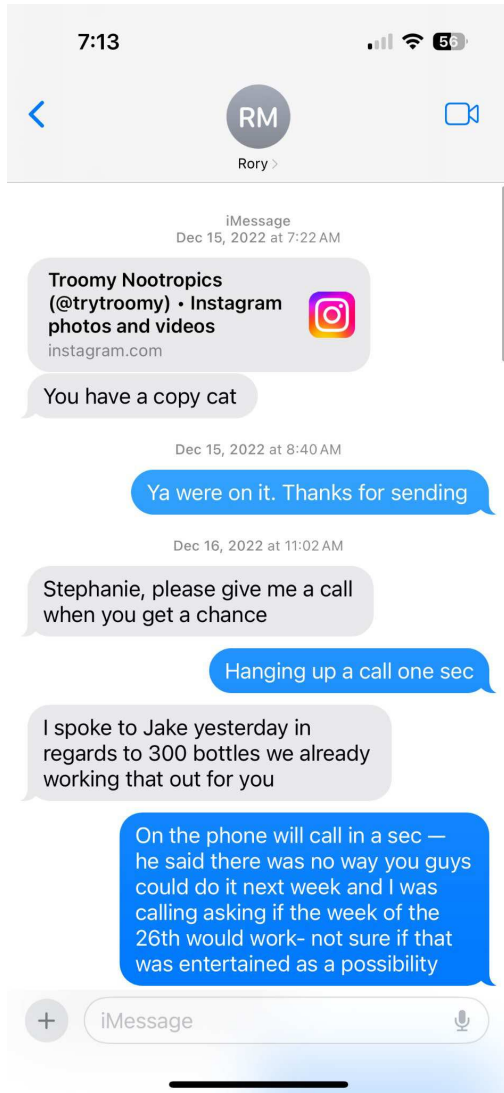 7:13
56
RM
Rory
iMessage
Dec 15, 2022 at 7:22 AM
Troomy Nootropics
(@trytroomy) • Instagram
photos and videos
instagram.com
You have a copy cat
Dec 15, 2022 at 8:40 AM
Ya were on it. Thanks for sending
Dec 16, 2022 at 11:02 AM
Stephanie, please give me a call
when you get a chance
Hanging up a call one sec
I spoke to Jake yesterday in
regards to 300 bottles we already
working that out for you
On the phone will call in a sec —
he said there was no way you guys
could do it next week and I was
calling asking if the week of the
26th would work- not sure if that
was entertained as a possibility
iMessage